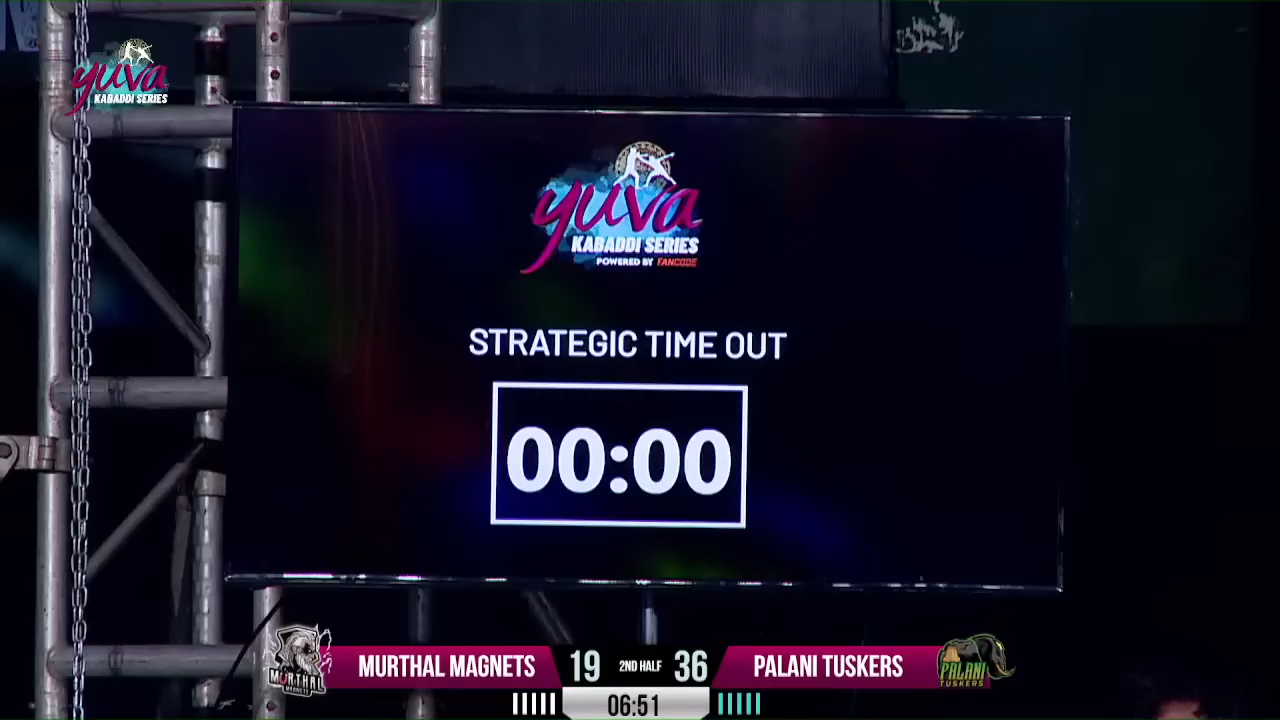 yuva
KABADDI SERIES
yuva
KABADDI SERIES
POWERED BY FANCODE
STRATEGIC TIME OUT
00:00
MURTHAL MAGNETS 19 2ND HALF 36 PALANI TUSKERS
06:51
MURTHAL
MAGNETS
PALANI
TUSKERS